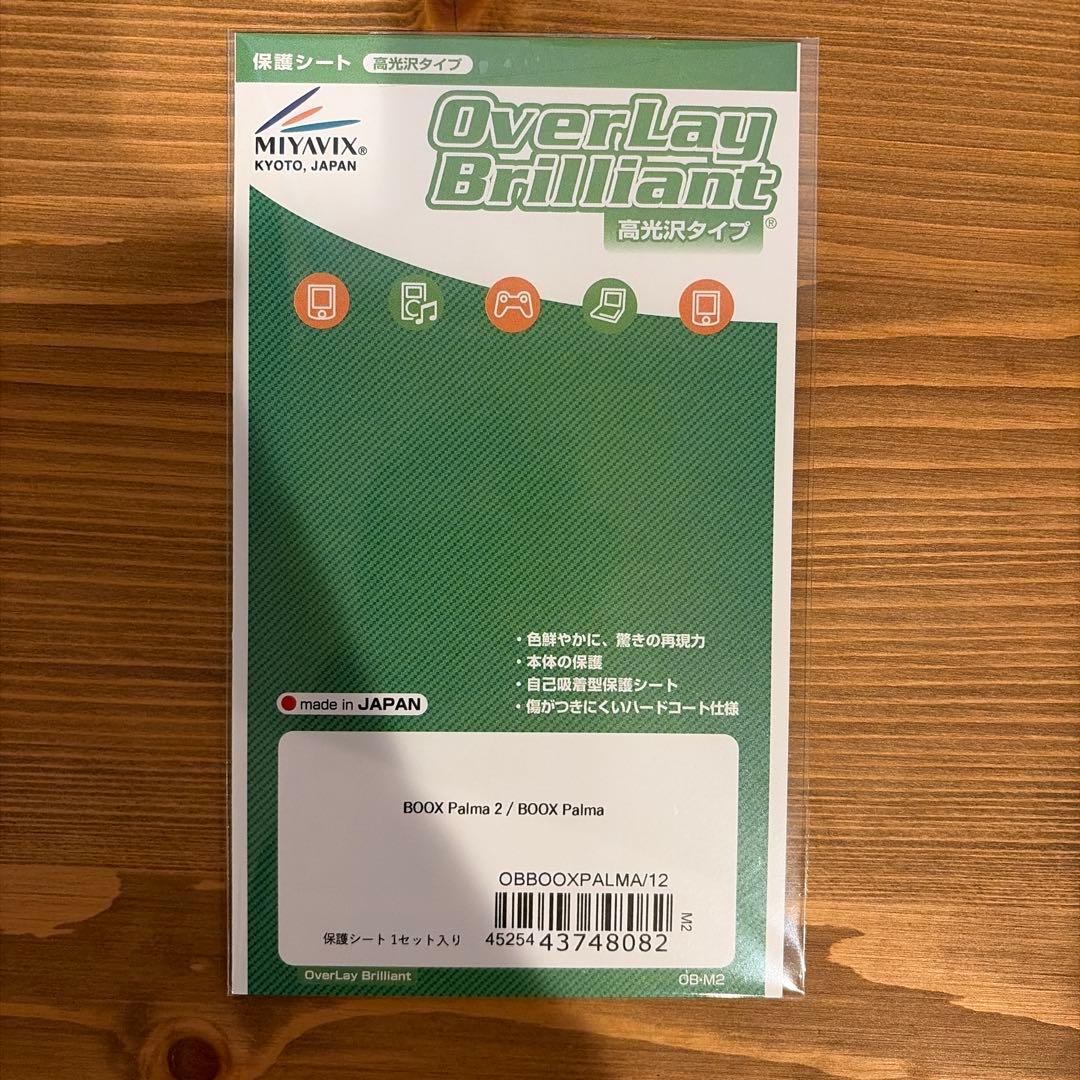 保護シート 高光沢タイプ
MIYAVIX®
KYOTO, JAPAN
OverLay
Brilliant
高光沢タイプ ®
・色鮮やかに、驚きの再現力
・本体の保護
・自己吸着型保護シート
・傷がつきにくいハードコート仕様
made in JAPAN
BOOX Palma 2 / BOOX Palma
OBBOOXPALMA/12
M2
保護シート 1セット入り
45254 43748082
OverLay Brilliant
OB-M2